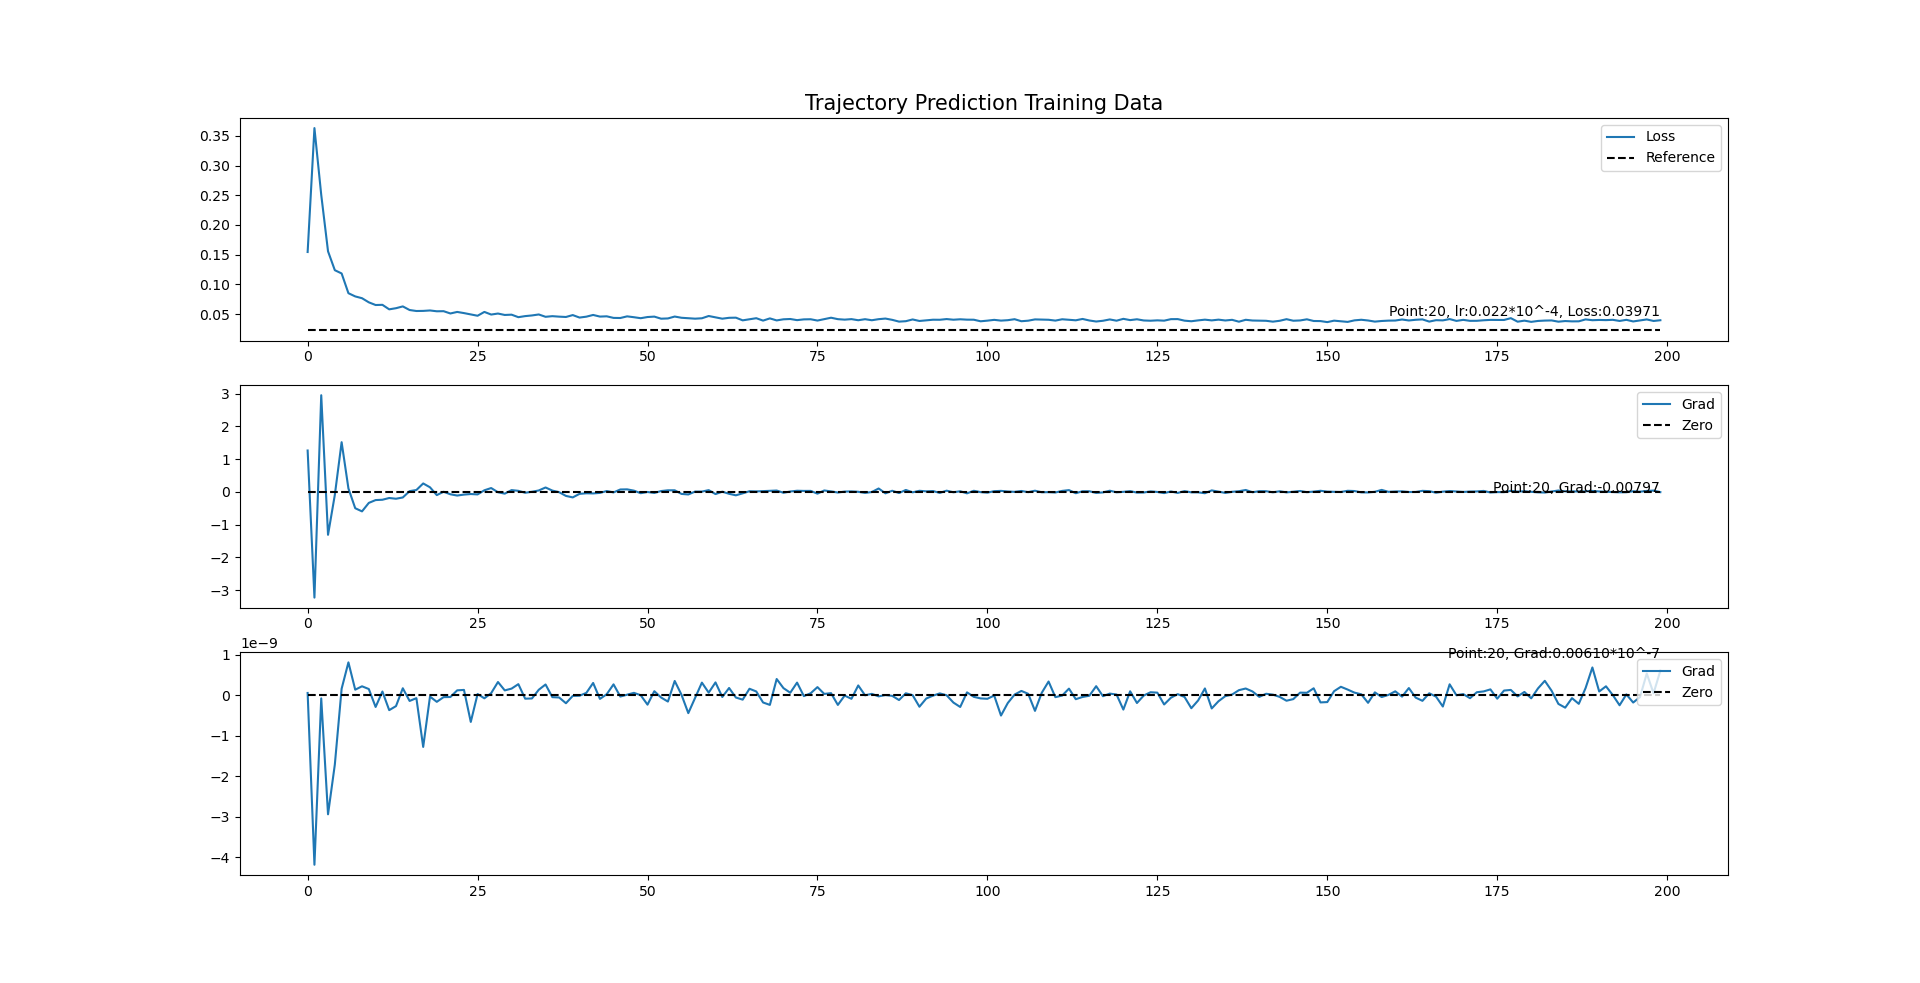 Trajectory Prediction Training Data
0.35
0.30
0.25
0.20
0.15
0.10
0.05
Loss
Reference
Point:20, lr:0.022*10^-4, Loss:0.03971
0 25 50 75 100 125 150 175 200
3
2
1
0
−1
−2
−3
Grad
Zero
Point:20, Grad:-0.00797
0 25 50 75 100 125 150 175 200
1e−9
1
0
−1
−2
−3
−4
Point:20, Grad:0.00610*10^-7
Grad
Zero
0 25 50 75 100 125 150 175 200